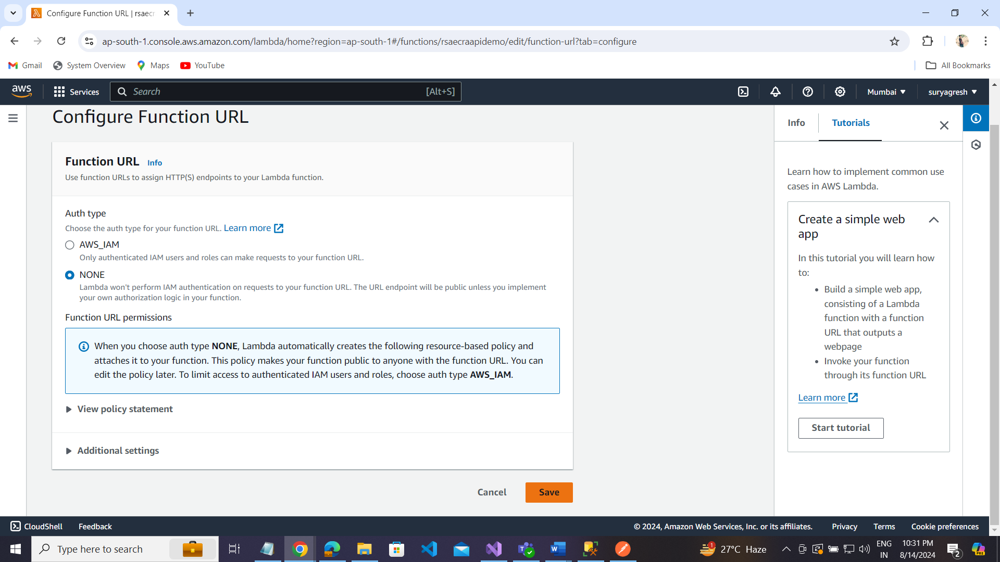 Configure Function URL | rsaecr
ap-south-1.console.aws.amazon.com/lambda/home?region=ap-south-1#/functions/rsaecraapidemo/edit/function-url?tab=configure
Gmail System Overview Maps YouTube All Bookmarks
aws Services Search [Alt+S] Mumbai suryagresh
Configure Function URL
Function URL Info
Use function URLs to assign HTTP(S) endpoints to your Lambda function.
Auth type
Choose the auth type for your function URL. Learn more
AWS_IAM
Only authenticated IAM users and roles can make requests to your function URL.
NONE
Lambda won't perform IAM authentication on requests to your function URL. The URL endpoint will be public unless you implement
your own authorization logic in your function.
Function URL permissions
When you choose auth type NONE, Lambda automatically creates the following resource-based policy and
attaches it to your function. This policy makes your function public to anyone with the function URL. You can
edit the policy later. To limit access to authenticated IAM users and roles, choose auth type AWS_IAM.
View policy statement
Additional settings
Cancel Save
Info Tutorials
Learn how to implement common use
cases in AWS Lambda.
Create a simple web
app
In this tutorial you will learn how
to:
• Build a simple web app,
consisting of a Lambda
function with a function
URL that outputs a
webpage
• Invoke your function
through its function URL
Learn more
Start tutorial
CloudShell Feedback © 2024, Amazon Web Services, Inc. or its affiliates. Privacy Terms Cookie preferences
Type here to search 1 27°C Haze ENG
IN
10:31 PM
8/14/2024
2
PRE